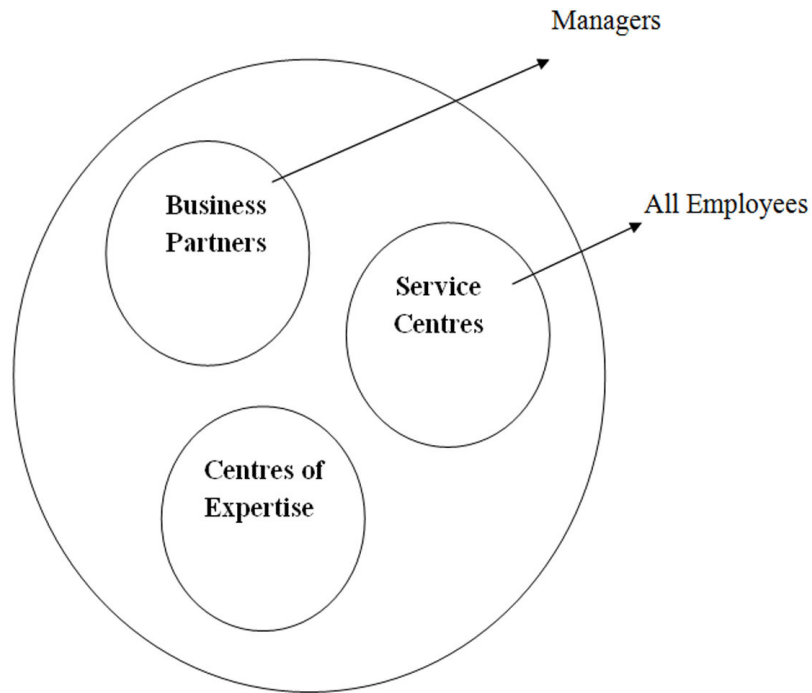 Managers
Business
Partners
All Employees
Service
Centres
Centres of
Expertise